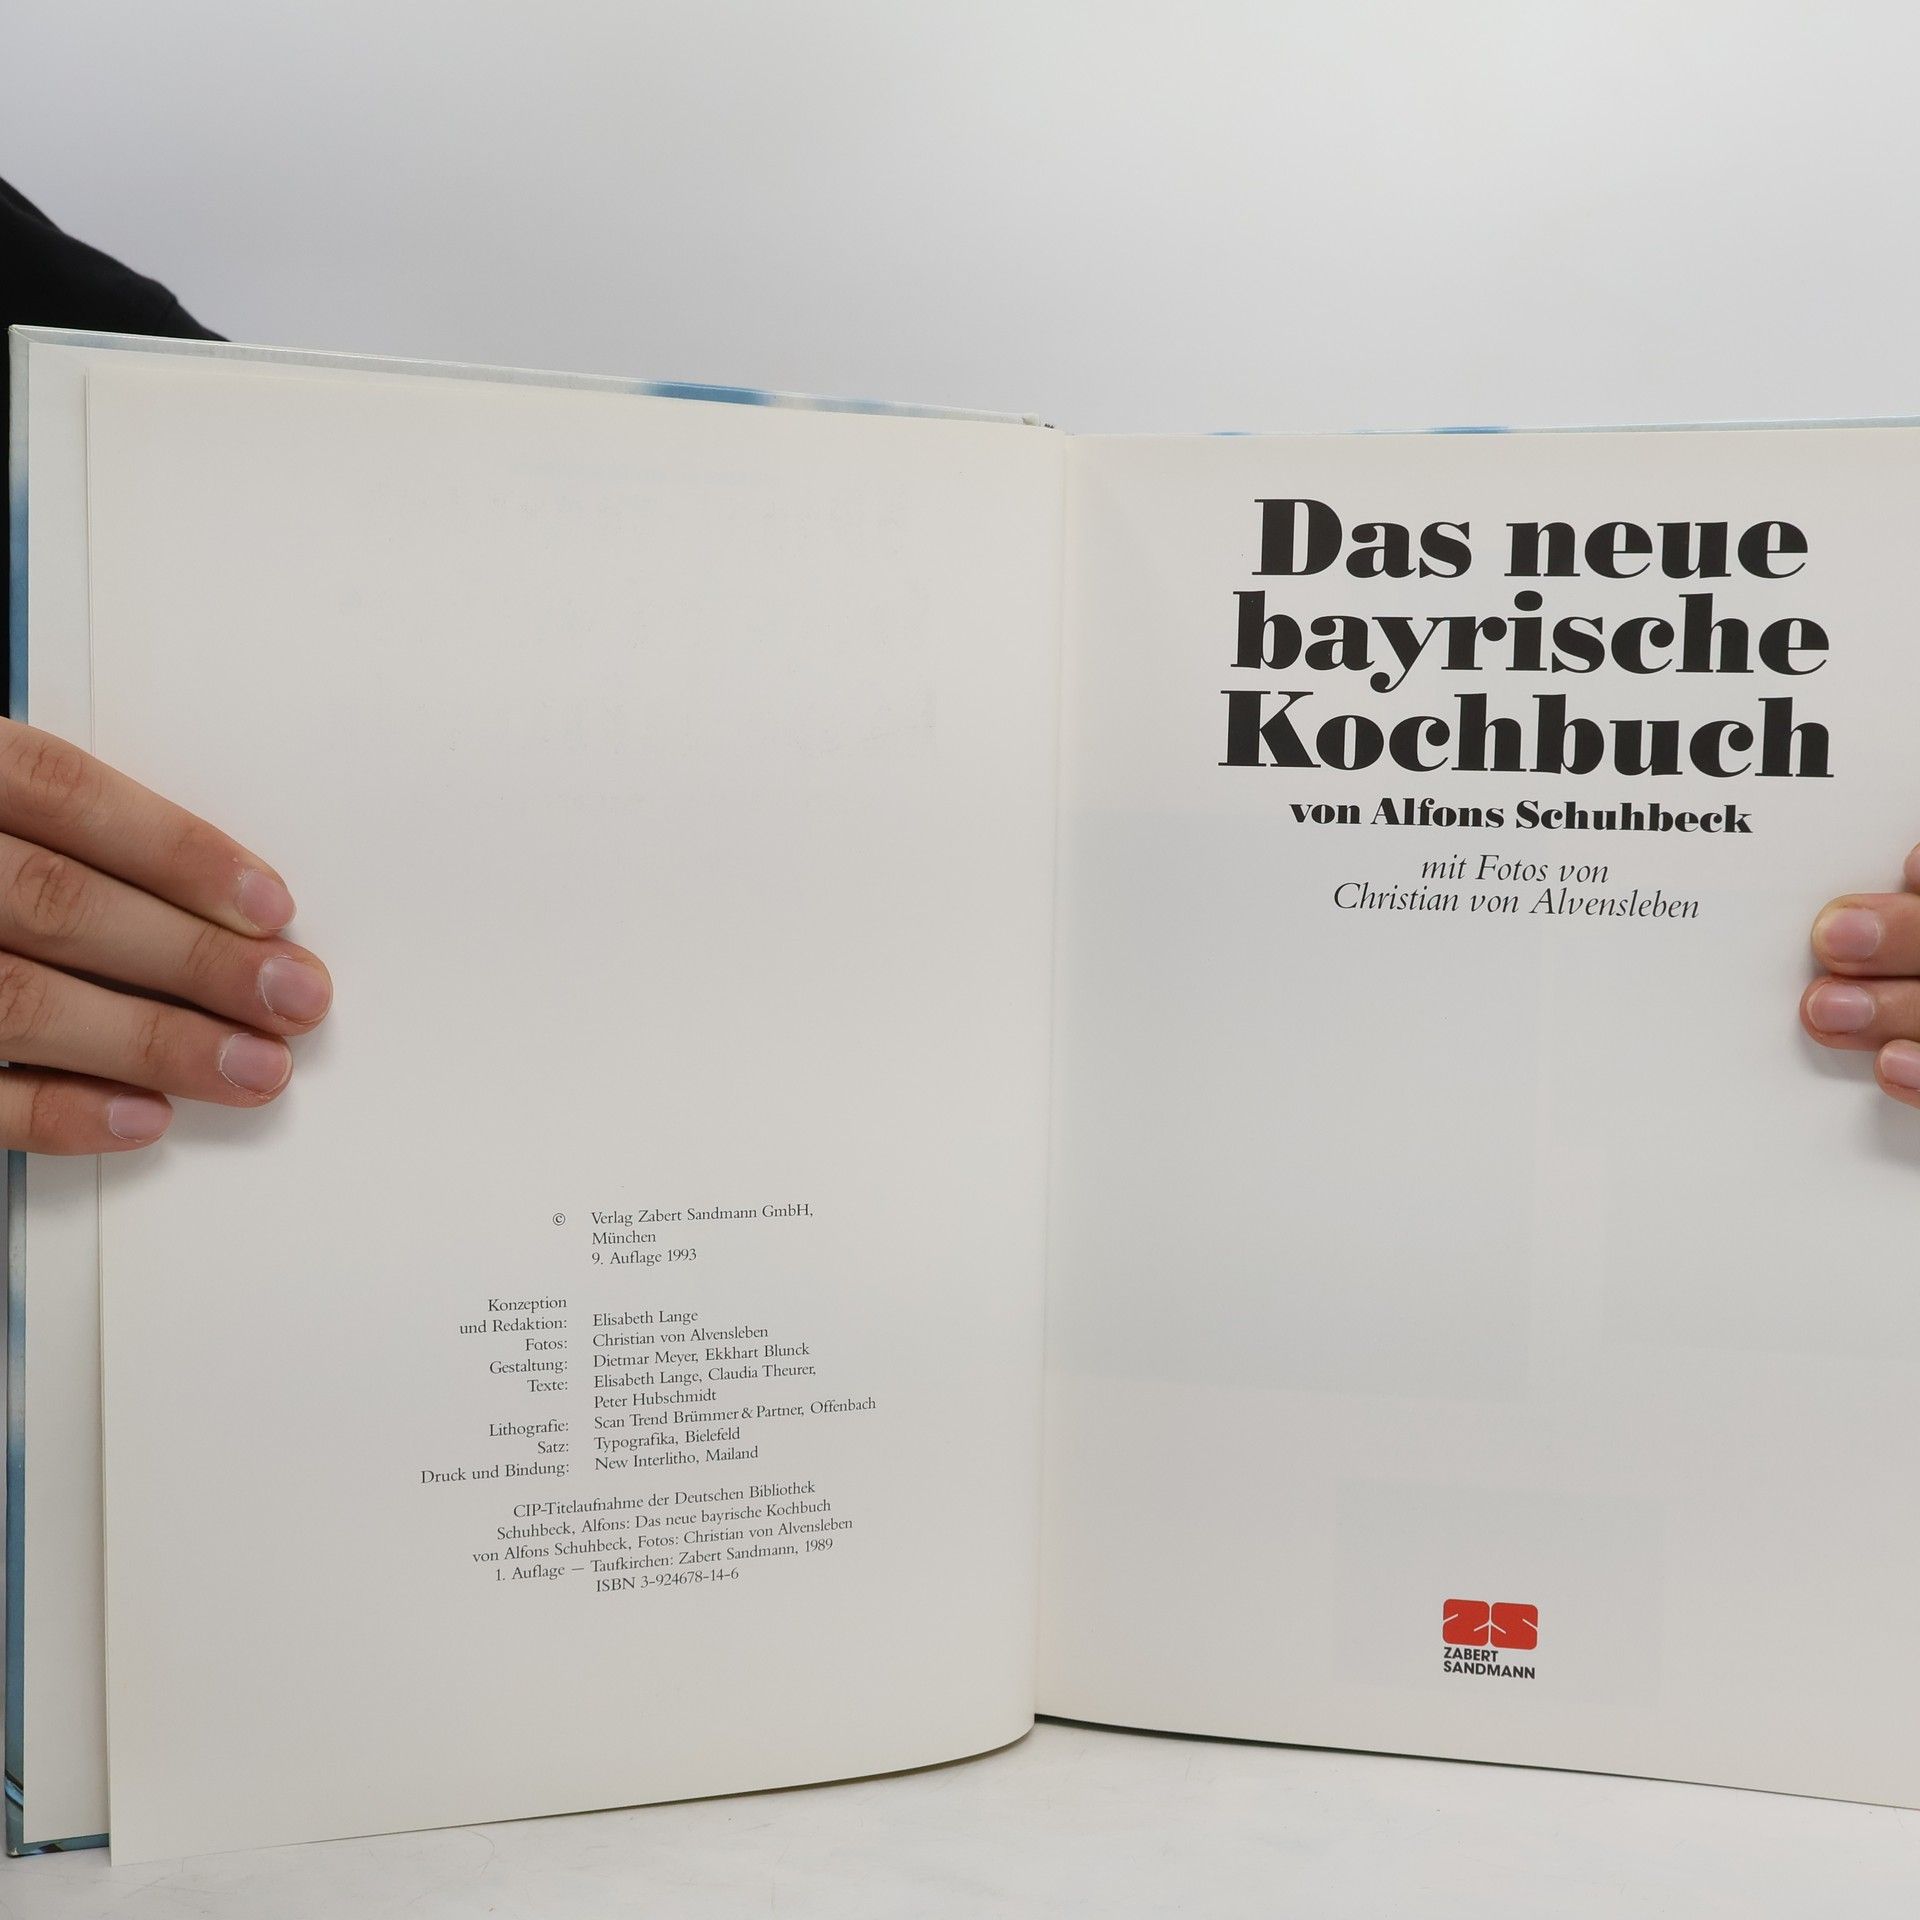 © Verlag Zabert Sandmann GmbH,
München
9. Auflage 1993
Konzeption
und Redaktion: Elisabeth Lange
Fotos: Christian von Alvensleben
Gestaltung: Dietmar Meyer, Ekkhart Blunck
Texte: Elisabeth Lange, Claudia Theurer,
Peter Hubschmidt
Lithografie: Scan Trend Brümmer & Partner, Offenbach
Satz: Typografika, Bielefeld
Druck und Bindung: New Interlitho, Mailand
CIP-Titelaufnahme der Deutschen Bibliothek
Schuhbeck, Alfons: Das neue bayrische Kochbuch
von Alfons Schuhbeck, Fotos: Christian von Alvensleben
1. Auflage — Taufkirchen: Zabert Sandmann, 1989
ISBN 3-924678-14-6
Das neue
bayrische
Kochbuch
von Alfons Schuhbeck
mit Fotos von
Christian von Alvensleben
ZS
ZABERT
SANDMANN